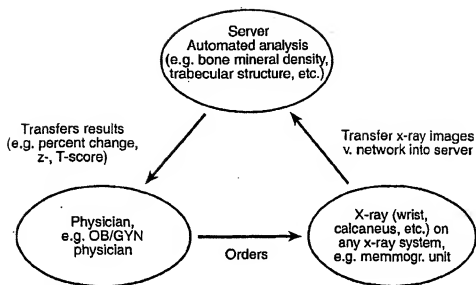 Server
Automated analysis
(e.g. bone mineral density,
trabecular structure, etc.)
Transfers results
(e.g. percent change,
z-, T-score)
Transfer x-ray images
v. network into server
Physician,
e.g. OB/GYN
physician
Orders
X-ray (wrist,
calcaneus, etc.) on
any x-ray system,
e.g. memmogr. unit